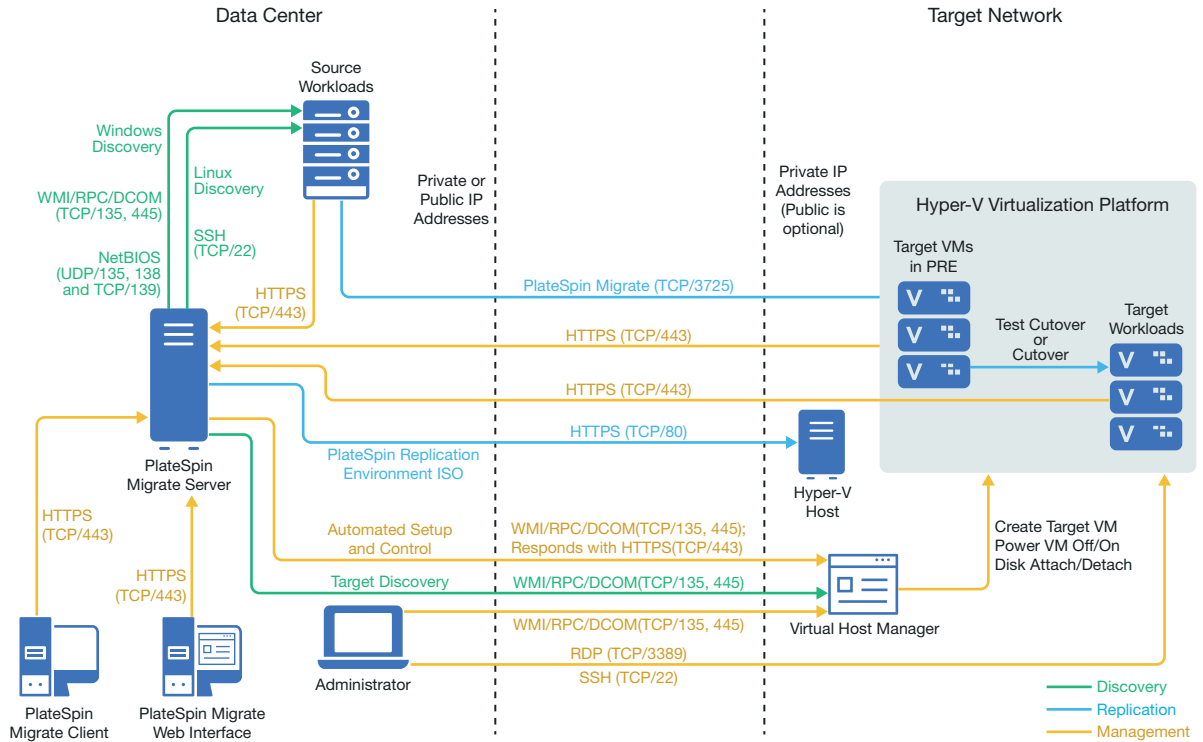 Data Center
Target Network
Source
Workloads
Windows
Discovery
Linux
Discovery
WMI/RPC/DCOM
(TCP/135, 445)
SSH
(TCP/22)
NetBIOS
(UDP/135, 138
and TCP/139)
HTTPS
(TCP/443)
Private or
Public IP
Addresses
Private IP
Addresses
(Public is
optional)
Hyper-V Virtualization Platform
Target VMs
in PRE
V
V
V
Test Cutover
or
Cutover
Target
Workloads
V
V
V
PlateSpin Migrate (TCP/3725)
HTTPS (TCP/443)
HTTPS (TCP/443)
HTTPS (TCP/80)
PlateSpin Replication
Environment ISO
PlateSpin
Migrate Server
Hyper-V
Host
HTTPS
(TCP/443)
HTTPS
(TCP/443)
Automated Setup
and Control
WMI/RPC/DCOM(TCP/135, 445);
Responds with HTTPS(TCP/443)
Create Target VM
Power VM Off/On
Disk Attach/Detach
Target Discovery
WMI/RPC/DCOM(TCP/135, 445)
WMI/RPC/DCOM(TCP/135, 445)
Virtual Host Manager
RDP (TCP/3389)
SSH (TCP/22)
Administrator
PlateSpin
Migrate Client
PlateSpin Migrate
Web Interface
Discovery
Replication
Management